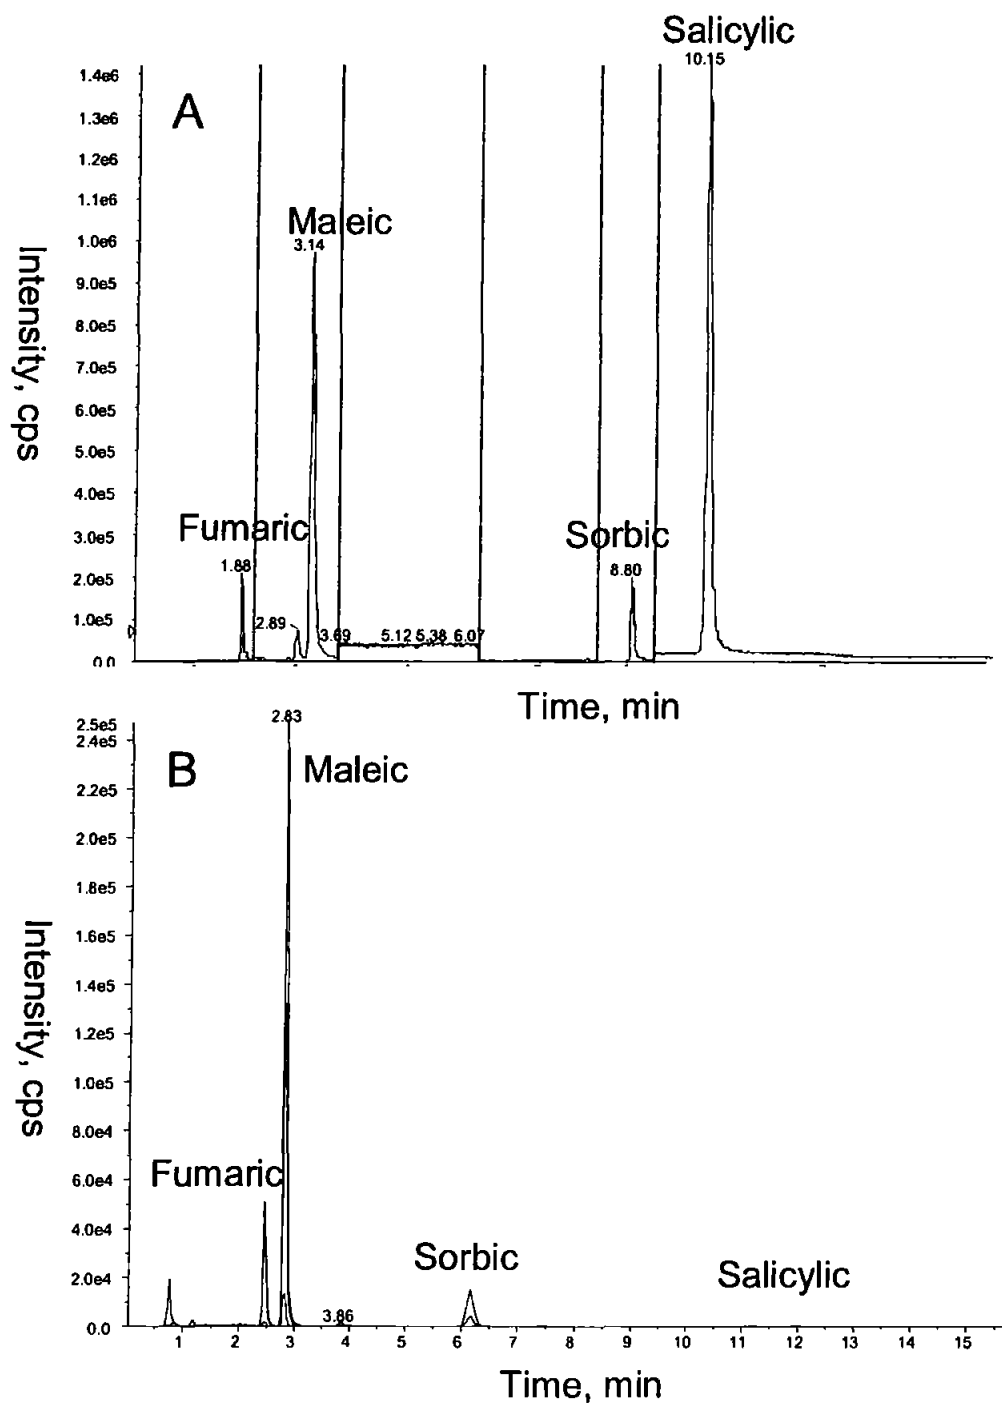 Salicylic
10.15
1.4e6
A
1.3e6
1.2e6
1.1e6
Maleic
1.0e6
3.14
9.0e5
8.0e5
7.0e5
6.0e5
5.0e5
4.0e5
Fumaric
Sorbic
3.0e5
1.88
8.80
2.0e5
1.0e5
2.89
3.69
5.12 5.38 6.07
0.0
Intensity, cps
Time, min
2.5e5
2.83
2.4e5
B
Maleic
2.2e5
2.0e5
1.8e5
1.6e5
1.4e5
1.2e5
1.0e5
8.0e4
Fumaric
6.0e4
4.0e4
Sorbic
Salicylic
2.0e4
3.86
0.0
1 2 3 4 5 6 7 8 9 10 11 12 13 14 15
Intensity, cps
Time, min